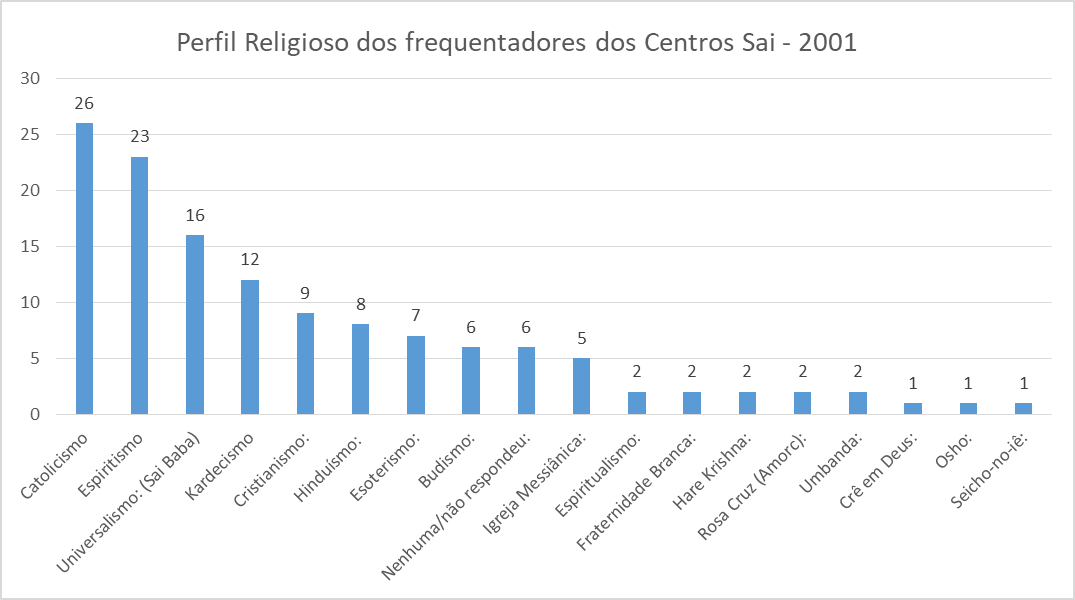 Perfil Religioso dos frequentadores dos Centros Sai - 2001
30
25
20
15
10
5
0
26
23
16
12
9
8
7
6
6
5
2
2
2
2
2
1
1
1
Catolicismo
Espiritismo
Universalismo: (Sai Baba)
Kardecismo
Cristianismo:
Hinduísmo:
Esoterismo:
Budismo:
Nenhuma/não respondeu:
Igreja Messiânica:
Espiritualismo:
Fraternidade Branca:
Hare Krishna:
Rosa Cruz (Amorc):
Umbanda:
Crê em Deus:
Osho:
Seicho-no-iê: